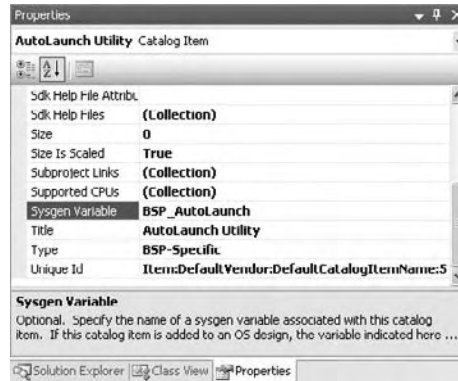 Properties
AutoLaunch Utility Catalog Item
Sdk Help File Attribu
Sdk Help Files (Collection)
Size 0
Size Is Scaled True
Subproject Links (Collection)
Supported CPUs (Collection)
Sysgen Variable BSP_AutoLaunch
Title AutoLaunch Utility
Type BSP-Specific
Unique Id Item:DefaultVendor:DefaultCatalogItemName:5
Sysgen Variable
Optional. Specify the name of a sysgen variable associated with this catalog
item. If this catalog item is added to an OS design, the variable indicated here ...
Solution Explorer Class View Properties